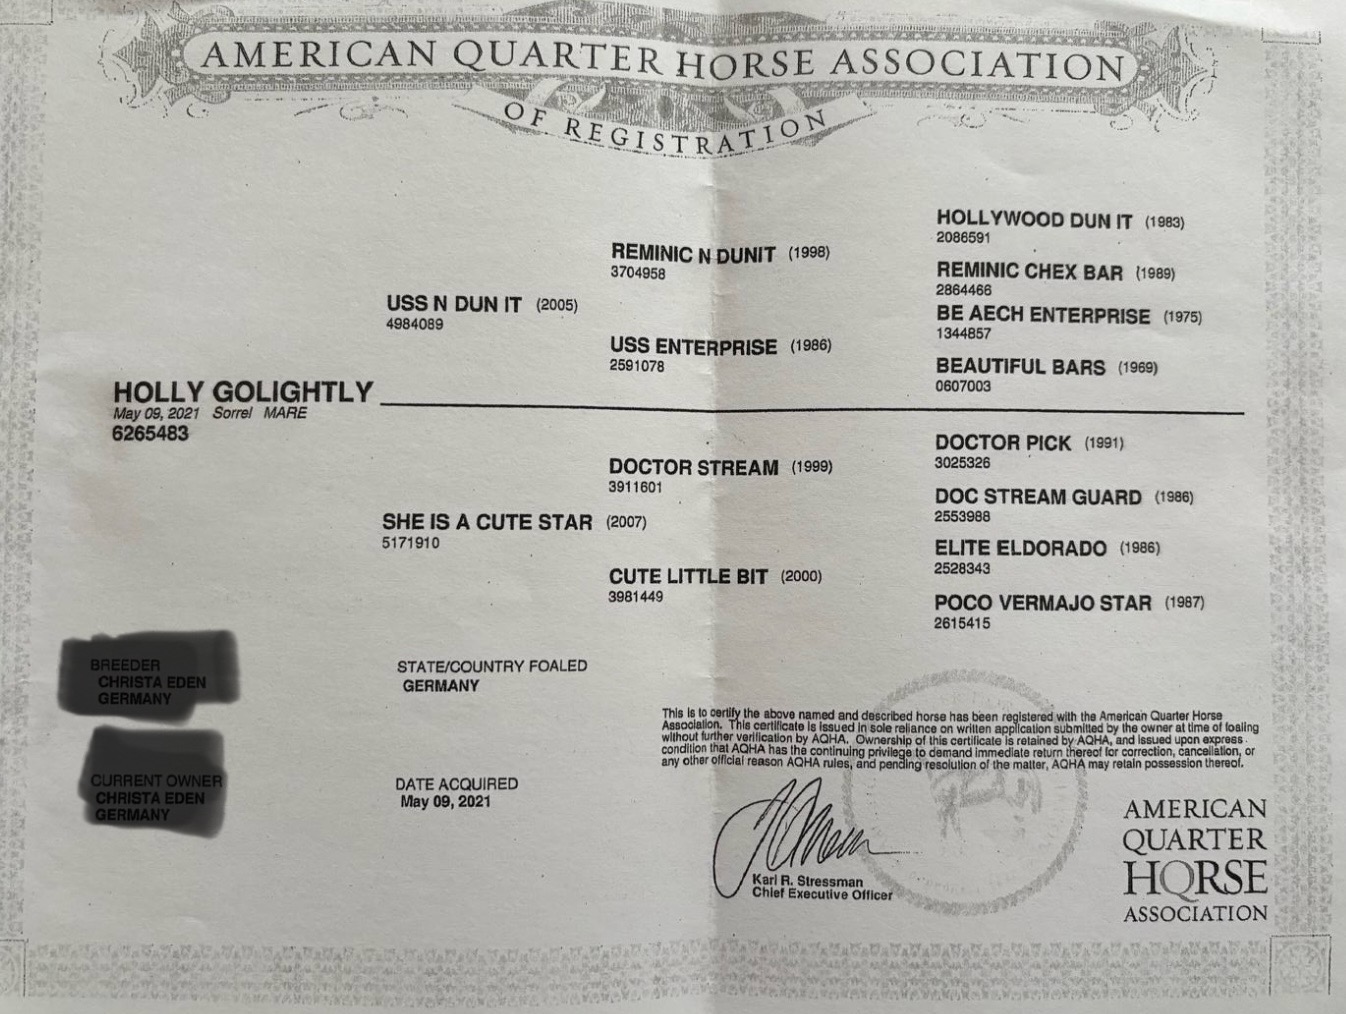 AMERICAN QUARTER HORSE ASSOCIATION
OF REGISTRATION
HOLLYWOOD DUN IT (1983)
2086591
REMINIC N DUNIT (1998)
3704958
REMINIC CHEX BAR (1989)
2864466
USS N DUN IT (2005)
4984089
BE AECH ENTERPRISE (1975)
1344857
USS ENTERPRISE (1986)
2591078
BEAUTIFUL BARS (1969)
0607003
HOLLY GOLIGHTLY
May 09, 2021 Sorrel MARE
6265483
DOCTOR PICK (1991)
3025326
DOCTOR STREAM (1999)
3911601
DOC STREAM GUARD (1986)
2553988
SHE IS A CUTE STAR (2007)
5171910
ELITE ELDORADO (1986)
2528343
CUTE LITTLE BIT (2000)
3981449
POCO VERMAJO STAR (1987)
2615415
BREEDER
CHRISTA EDEN
GERMANY
STATE/COUNTRY FOALED
GERMANY
CURRENT OWNER
CHRISTA EDEN
GERMANY
DATE ACQUIRED
May 09, 2021
This is to certify the above named and described horse has been registered with the American Quarter Horse
Association. This certificate is issued in sole reliance on written application submitted by the owner at time of foaling
without further verification by AQHA. Ownership of this certificate is retained by AQHA, and issued upon express
condition that AQHA has the continuing privilege to demand immediate return thereof for correction, cancellation, or
any other official reason AQHA rules, and pending resolution of the matter, AQHA may retain possession thereof.
Karl R. Stressman
Chief Executive Officer
AMERICAN
QUARTER
HORSE
ASSOCIATION